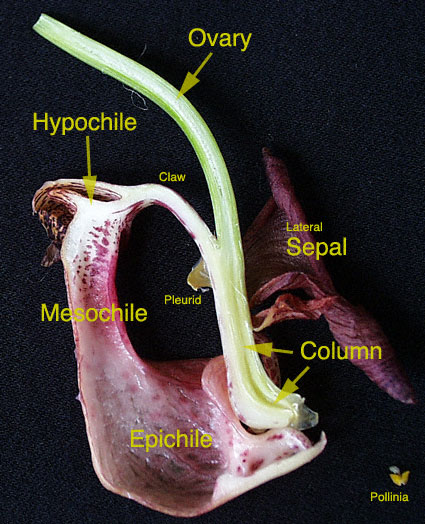 Ovary
Hypochile
Claw
Lateral
Sepal
Pleurid
Mesochile
Column
Epichile
Pollinia